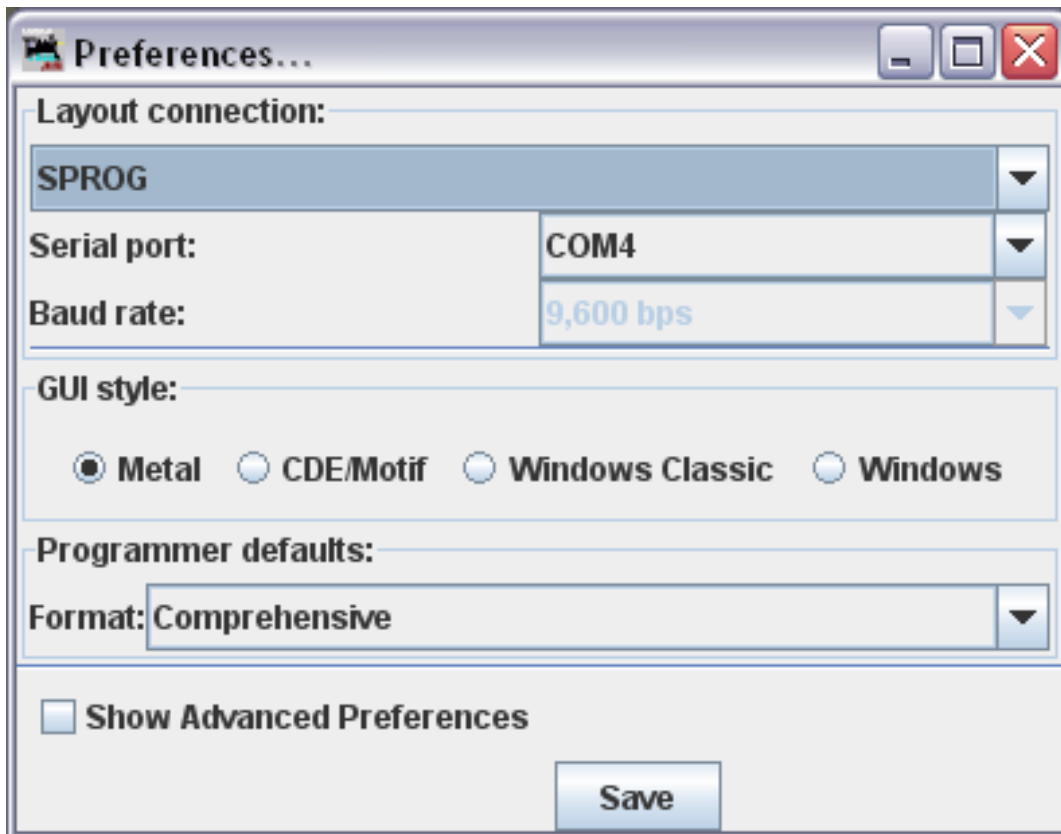 Preferences...
Layout connection:
SPROG
Serial port: COM4
Baud rate: 9,600 bps
GUI style:
Metal CDE/Motif Windows Classic Windows
Programmer defaults:
Format: Comprehensive
Show Advanced Preferences
Save